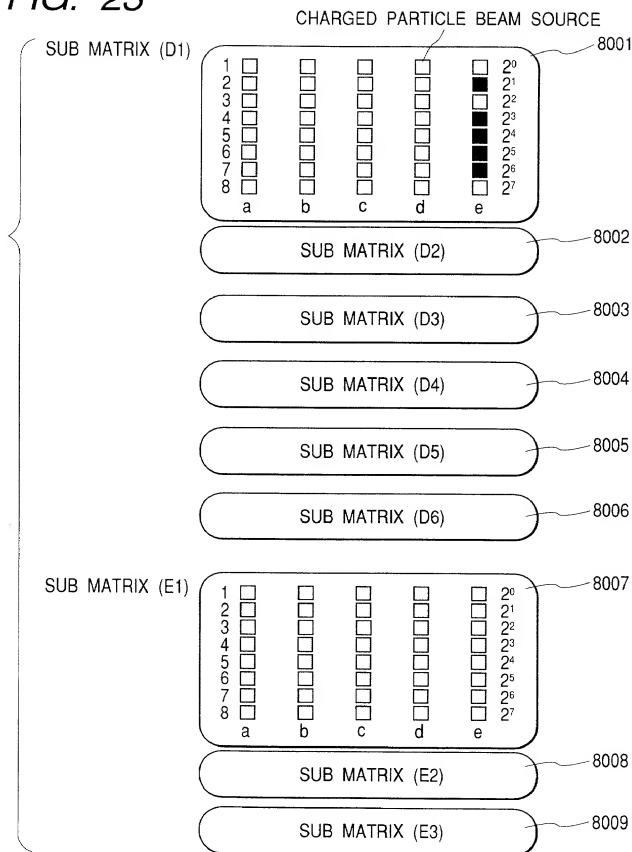 FIG. 23
CHARGED PARTICLE BEAM SOURCE
SUB MATRIX (D1)
8001
1 2⁰
2 2¹
3 2²
4 2³
5 2⁴
6 2⁵
7 2⁶
8 2⁷
a b c d e
SUB MATRIX (D2)
8002
SUB MATRIX (D3)
8003
SUB MATRIX (D4)
8004
SUB MATRIX (D5)
8005
SUB MATRIX (D6)
8006
SUB MATRIX (E1)
8007
1 2⁰
2 2¹
3 2²
4 2³
5 2⁴
6 2⁵
7 2⁶
8 2⁷
a b c d e
SUB MATRIX (E2)
8008
SUB MATRIX (E3)
8009